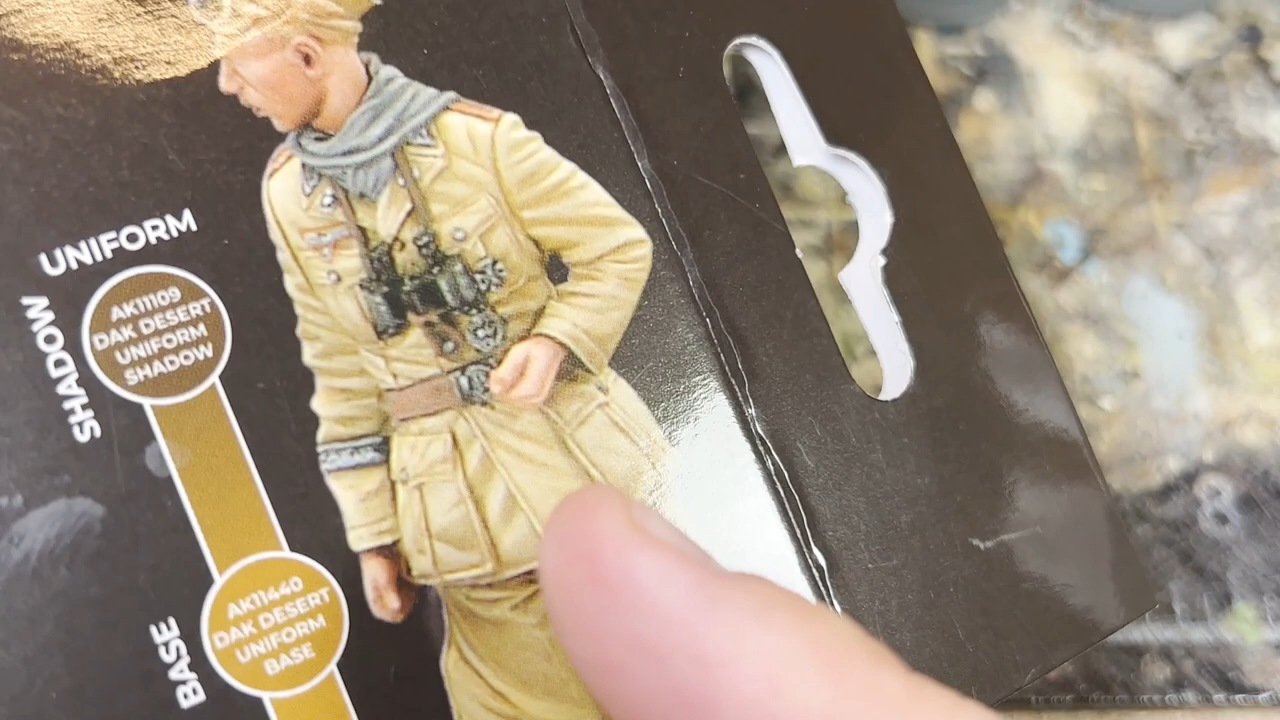 UNIFORM
SHADOW
AK11109
DAK DESERT
UNIFORM
SHADOW
BASE
AK11440
DAK DESERT
UNIFORM
BASE